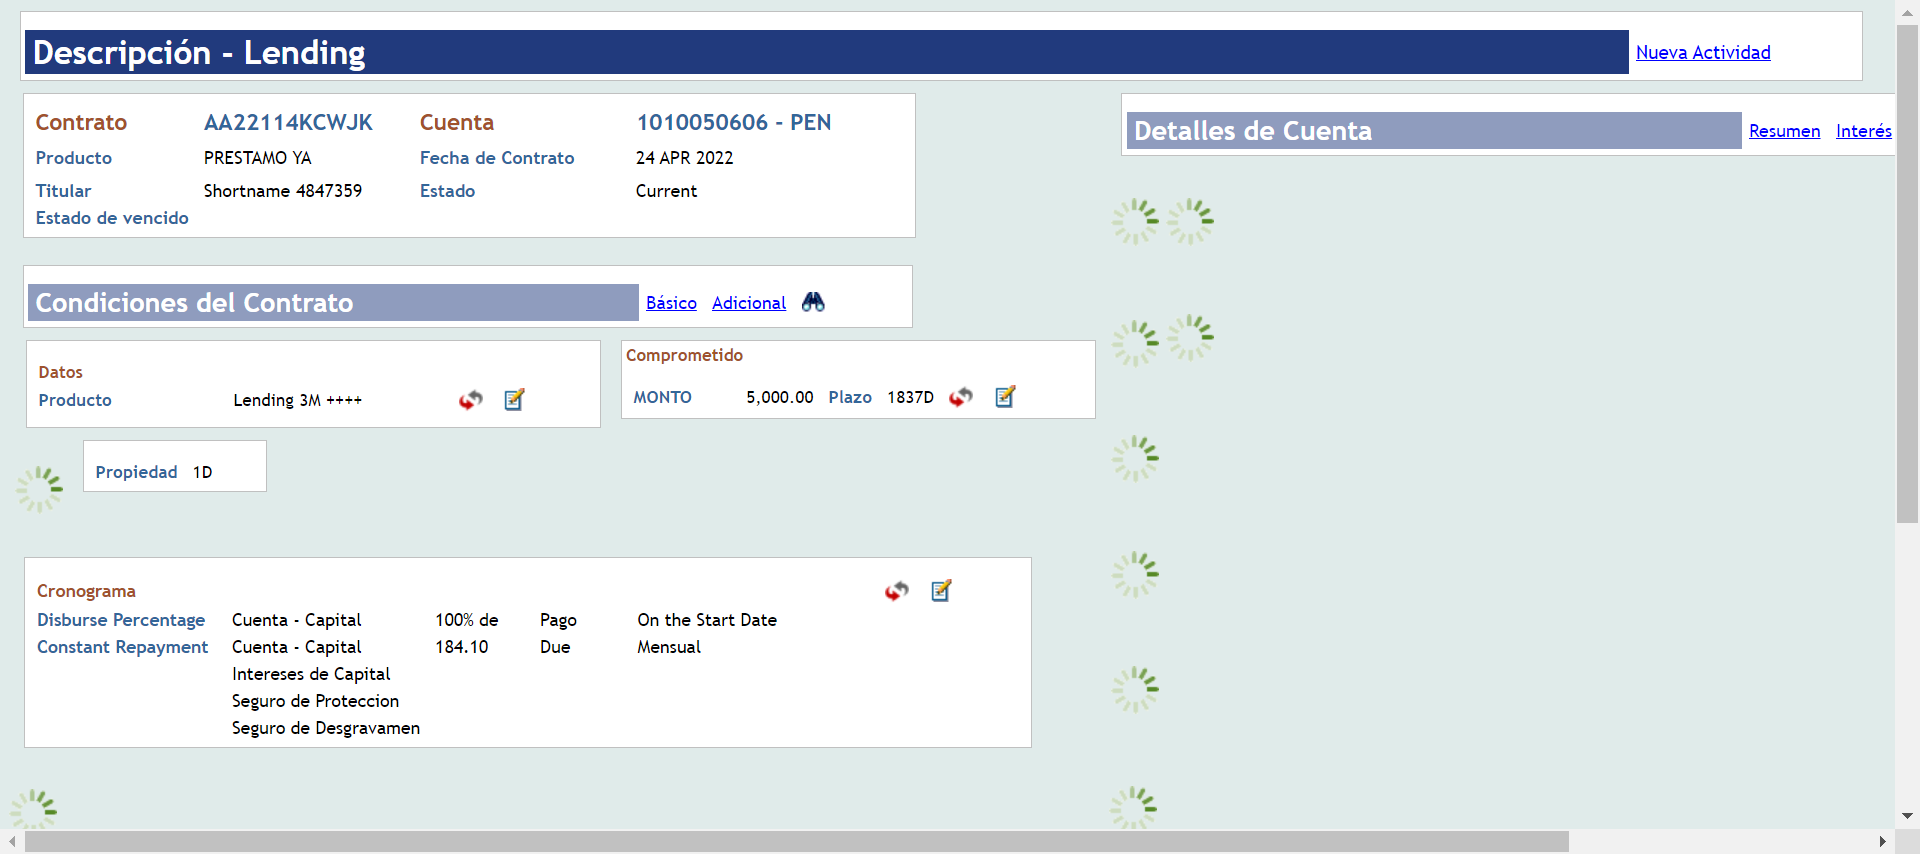 Descripción - Lending
Nueva Actividad
Contrato AA22114KCWJK Cuenta 1010050606 - PEN
Producto PRESTAMO YA Fecha de Contrato 24 APR 2022
Titular Shortname 4847359 Estado Current
Estado de vencido
Detalles de Cuenta
Resumen Interés
Condiciones del Contrato
Básico Adicional
Datos
Producto Lending 3M ++++
Comprometido
MONTO 5,000.00 Plazo 1837D
Propiedad 1D
Cronograma
Disburse Percentage Cuenta - Capital 100% de Pago On the Start Date
Constant Repayment Cuenta - Capital 184.10 Due Mensual
Intereses de Capital
Seguro de Proteccion
Seguro de Desgravamen